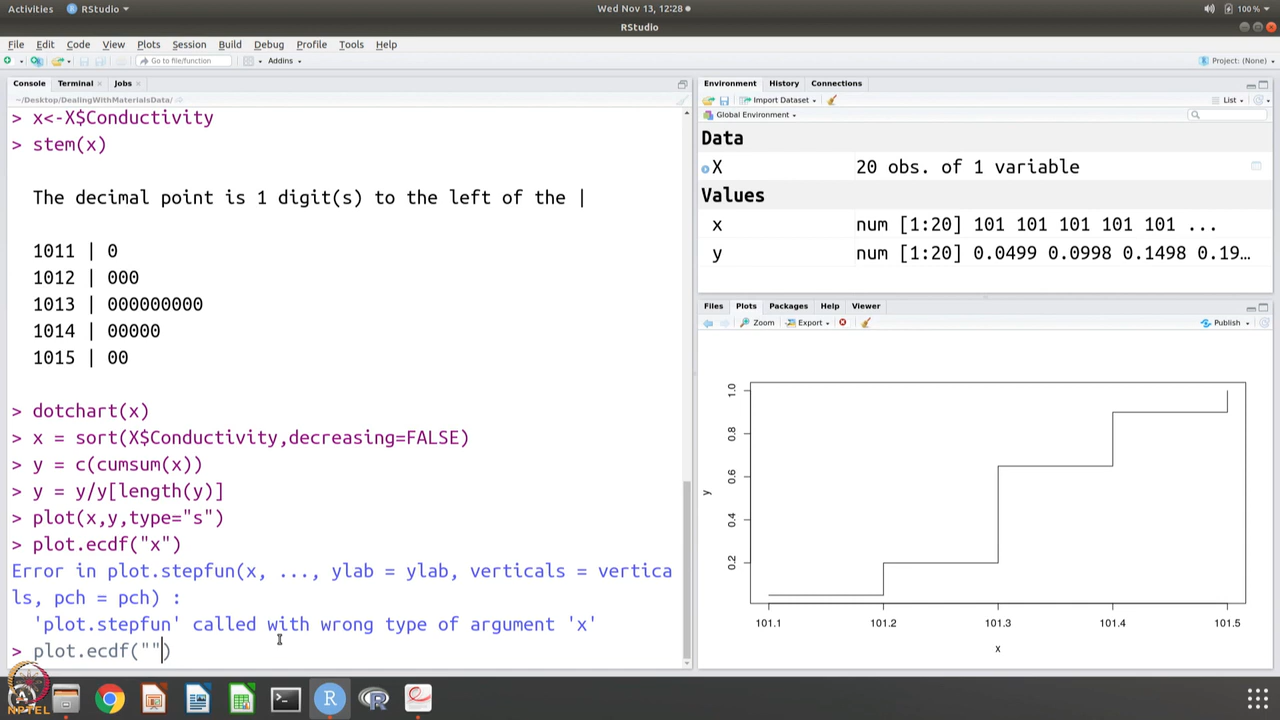 Activities
RStudio
Wed Nov 13, 12:28
100 %
RStudio
File Edit Code View Plots Session Build Debug Profile Tools Help
Go to file/function
Addins
Project: (None)
Console Terminal Jobs
~/Desktop/DealingWithMaterialsData/
> x<-X$Conductivity
> stem(x)
The decimal point is 1 digit(s) to the left of the |
1011 | 0
1012 | 000
1013 | 000000000
1014 | 00000
1015 | 00
> dotchart(x)
> x = sort(X$Conductivity,decreasing=FALSE)
> y = c(cumsum(x))
> y = y/y[length(y)]
> plot(x,y,type="s")
> plot.ecdf("x")
Error in plot.stepfun(x, ..., ylab = ylab, verticals = vertica
ls, pch = pch) :
'plot.stepfun' called with wrong type of argument 'x'
> plot.ecdf("")
Environment History Connections
Import Dataset
List
Global Environment
Data
X 20 obs. of 1 variable
Values
x num [1:20] 101 101 101 101 101 ...
y num [1:20] 0.0499 0.0998 0.1498 0.19…
Files Plots Packages Help Viewer
Zoom Export Publish
1.0
0.8
0.6
0.4
0.2
y
101.1 101.2 101.3 101.4 101.5
x
NPTEL